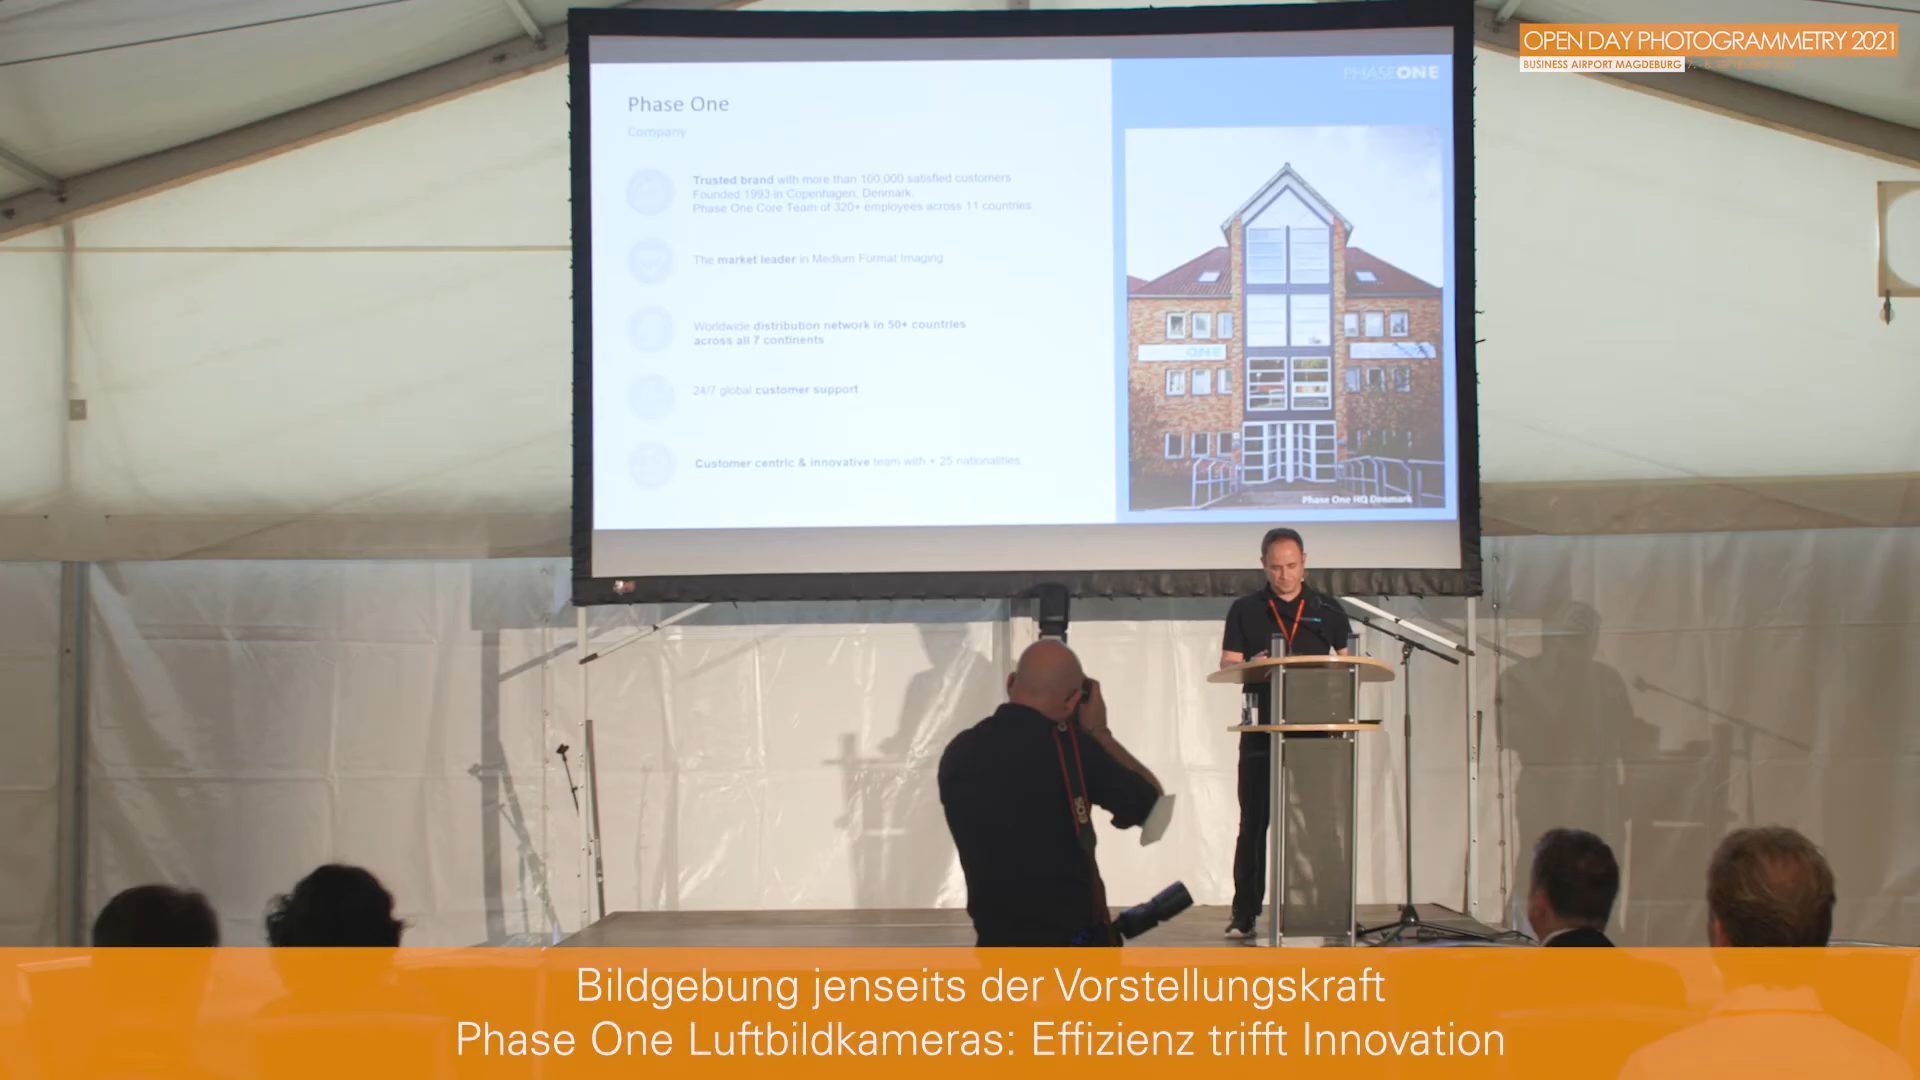 OPEN DAY PHOTOGRAMMETRY 2021
BUSINESS AIRPORT MAGDEBURG
PHASEONE
Phase One
Company
Trusted brand with more than 100.000 satisfied customers
Founded 1993 in Copenhagen, Denmark.
Phase One Core Team of 320+ employees across 11 countries
The market leader in Medium Format Imaging
Worldwide distribution network in 50+ countries
across all 7 continents
24/7 global customer support
Customer centric & innovative team with + 25 nationalities
ONE
Phase One HQ Denmark
Bildgebung jenseits der Vorstellungskraft
Phase One Luftbildkameras: Effizienz trifft Innovation